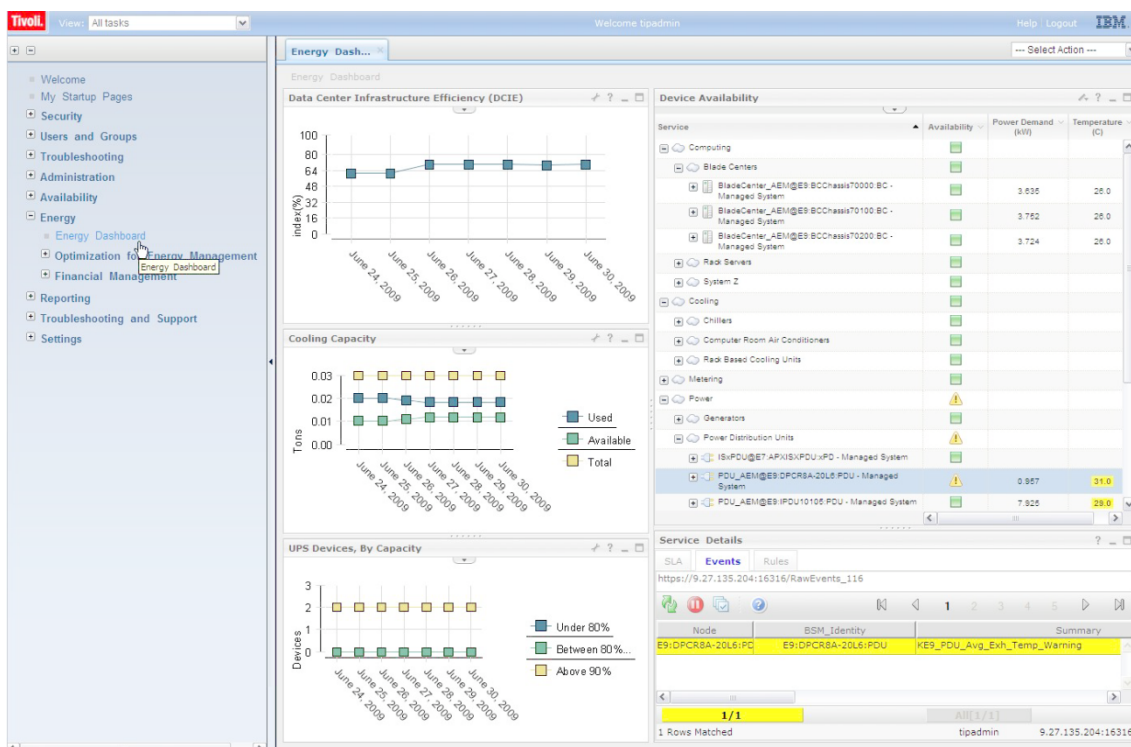 Tivoli. View: All tasks Welcome tipadmin Help Logout IBM
Energy Dash...
--- Select Action ---
Welcome
My Startup Pages
Security
Users and Groups
Troubleshooting
Administration
Availability
Energy
Energy Dashboard
Optimization for Energy Management
Energy Dashboard
Financial Management
Reporting
Troubleshooting and Support
Settings
Energy Dashboard
Data Center Infrastructure Efficiency (DCIE)
index(%)
100
80
64
48
32
16
0
June 24, 2009
June 25, 2009
June 26, 2009
June 27, 2009
June 28, 2009
June 29, 2009
June 30, 2009
Cooling Capacity
Tons
0.03
0.02
0.01
0.00
June 24, 2009
June 25, 2009
June 26, 2009
June 27, 2009
June 28, 2009
June 29, 2009
June 30, 2009
Used
Available
Total
UPS Devices, By Capacity
Devices
3
2
1
0
June 24, 2009
June 25, 2009
June 26, 2009
June 27, 2009
June 28, 2009
June 29, 2009
June 30, 2009
Under 80%
Between 80%...
Above 90%
Device Availability
Service Availability Power Demand (kW) Temperature (C)
Computing
Blade Centers
BladeCenter_AEM@E9:BCChassis70000:BC - Managed System 3.635 26.0
BladeCenter_AEM@E9:BCChassis70100:BC - Managed System 3.762 26.0
BladeCenter_AEM@E9:BCChassis70200:BC - Managed System 3.724 26.0
Rack Servers
System Z
Cooling
Chillers
Computer Room Air Conditioners
Rack Based Cooling Units
Metering
Power
Generators
Power Distribution Units
ISxPDU@E7:APXISXPDU:xPD - Managed System
PDU_AEM@E9:DPCR8A-20L6:PDU - Managed System 0.957 31.0
PDU_AEM@E9:IPDU10106:PDU - Managed System 7.925 29.0
Service Details
SLA Events Rules
https://9.27.135.204:16316/RawEvents_116
1 2 3 4 5
Node BSM_Identity Summary
E9:DPCR8A-20L6:PD E9:DPCR8A-20L6:PDU KE9_PDU_Avg_Exh_Temp_Warning
1/1 All[1/1]
1 Rows Matched tipadmin 9.27.135.204:16316